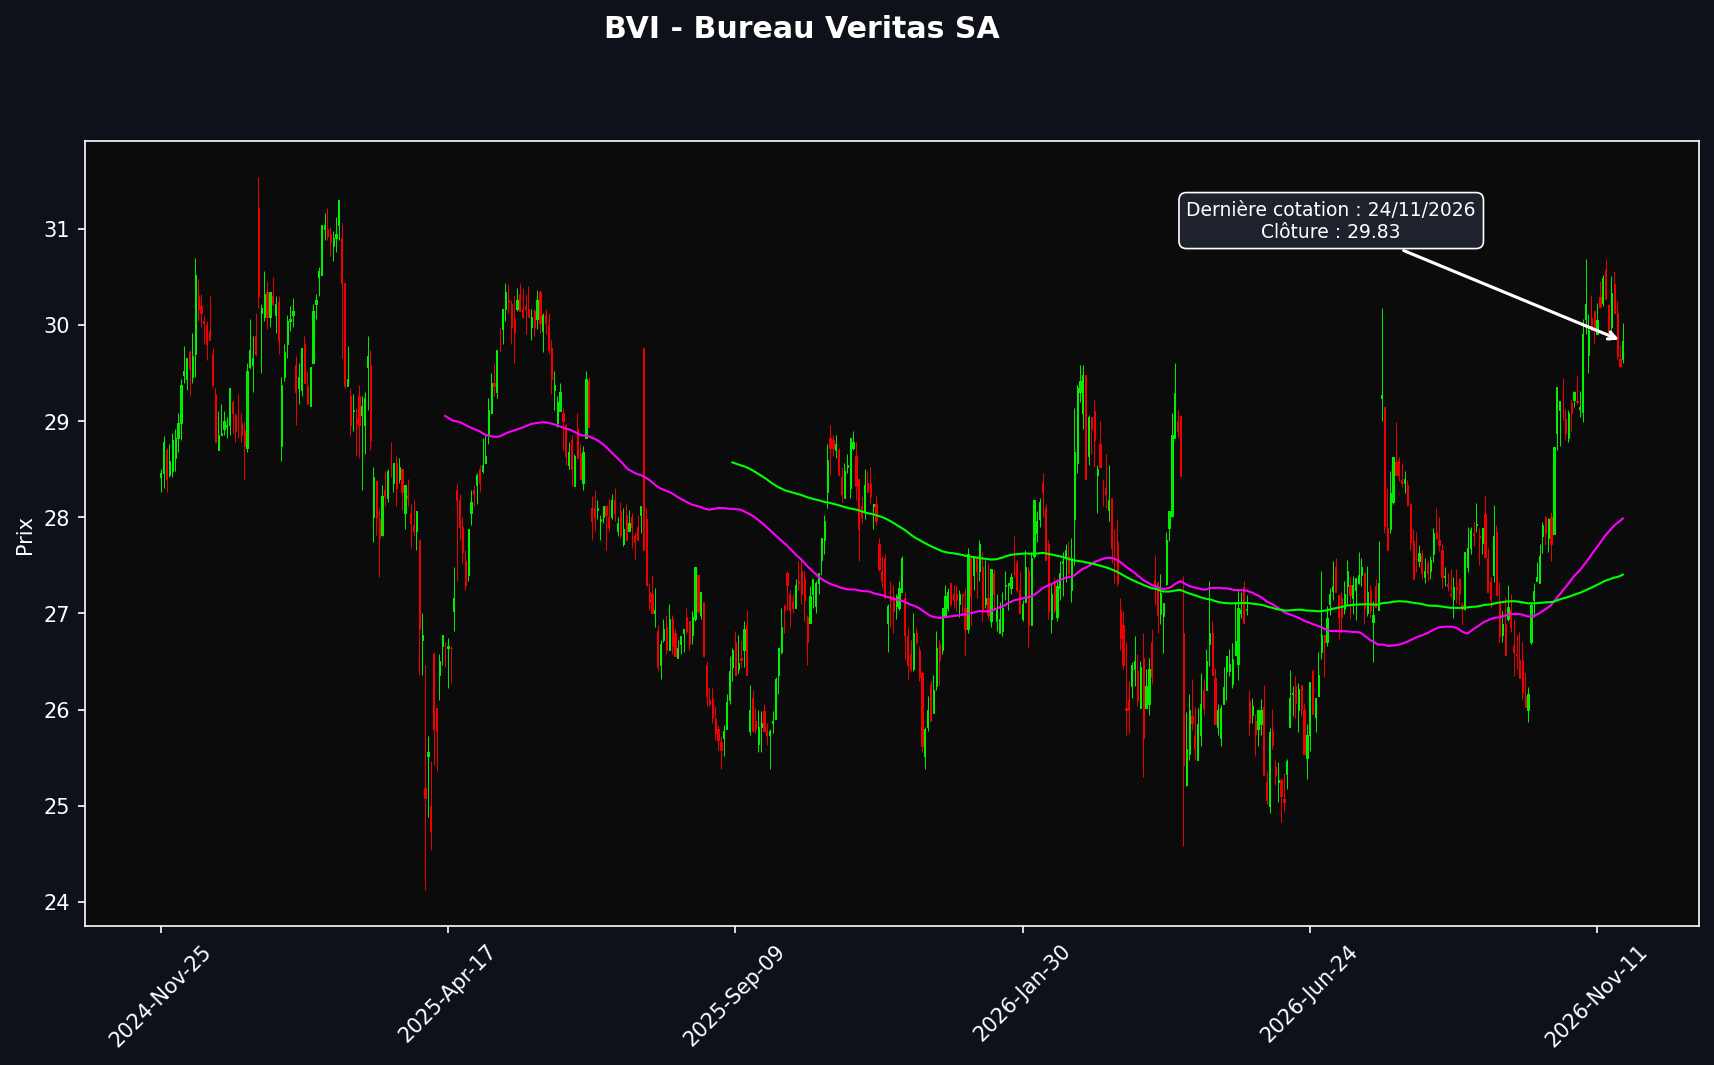 BVI - Bureau Veritas SA
Dernière cotation : 24/11/2026
Clôture : 29.83
Prix
31
30
29
28
27
26
25
24
2024-Nov-25
2025-Apr-17
2025-Sep-09
2026-Jan-30
2026-Jun-24
2026-Nov-11